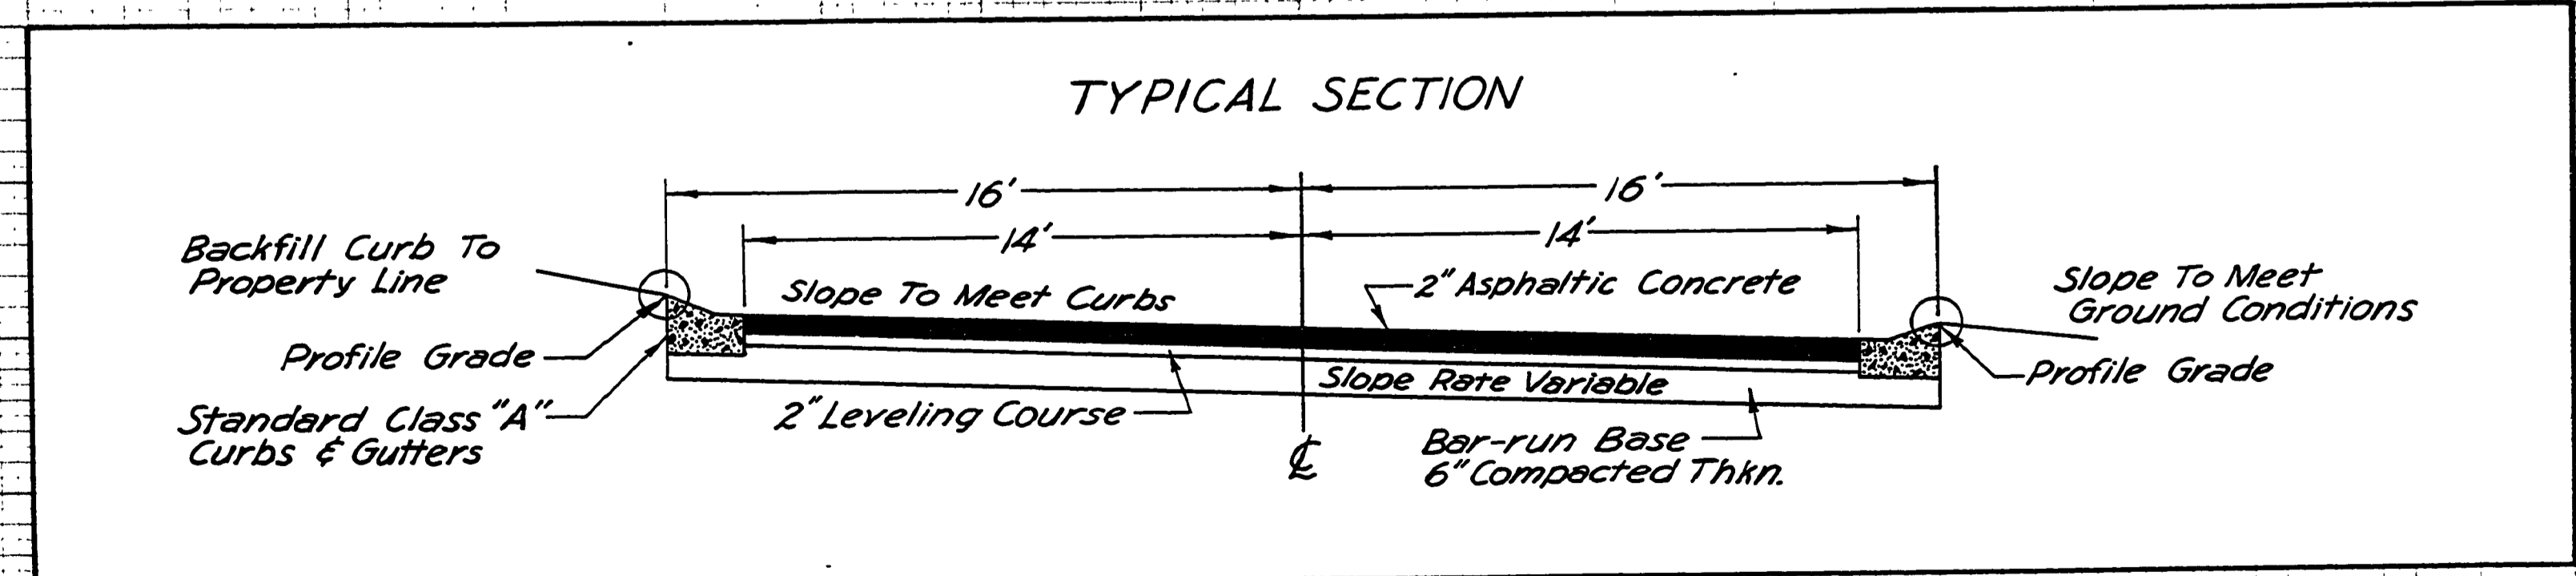 TYPICAL SECTION
16' 16'
14' 14'
Backfill Curb To
Property Line
Slope To Meet Curbs
2" Asphaltic Concrete
Slope To Meet
Ground Conditions
Profile Grade
Profile Grade
Slope Rate Variable
Standard Class "A"
Curbs & Gutters
2" Leveling Course
℄
Bar-run Base
6" Compacted Thkn.